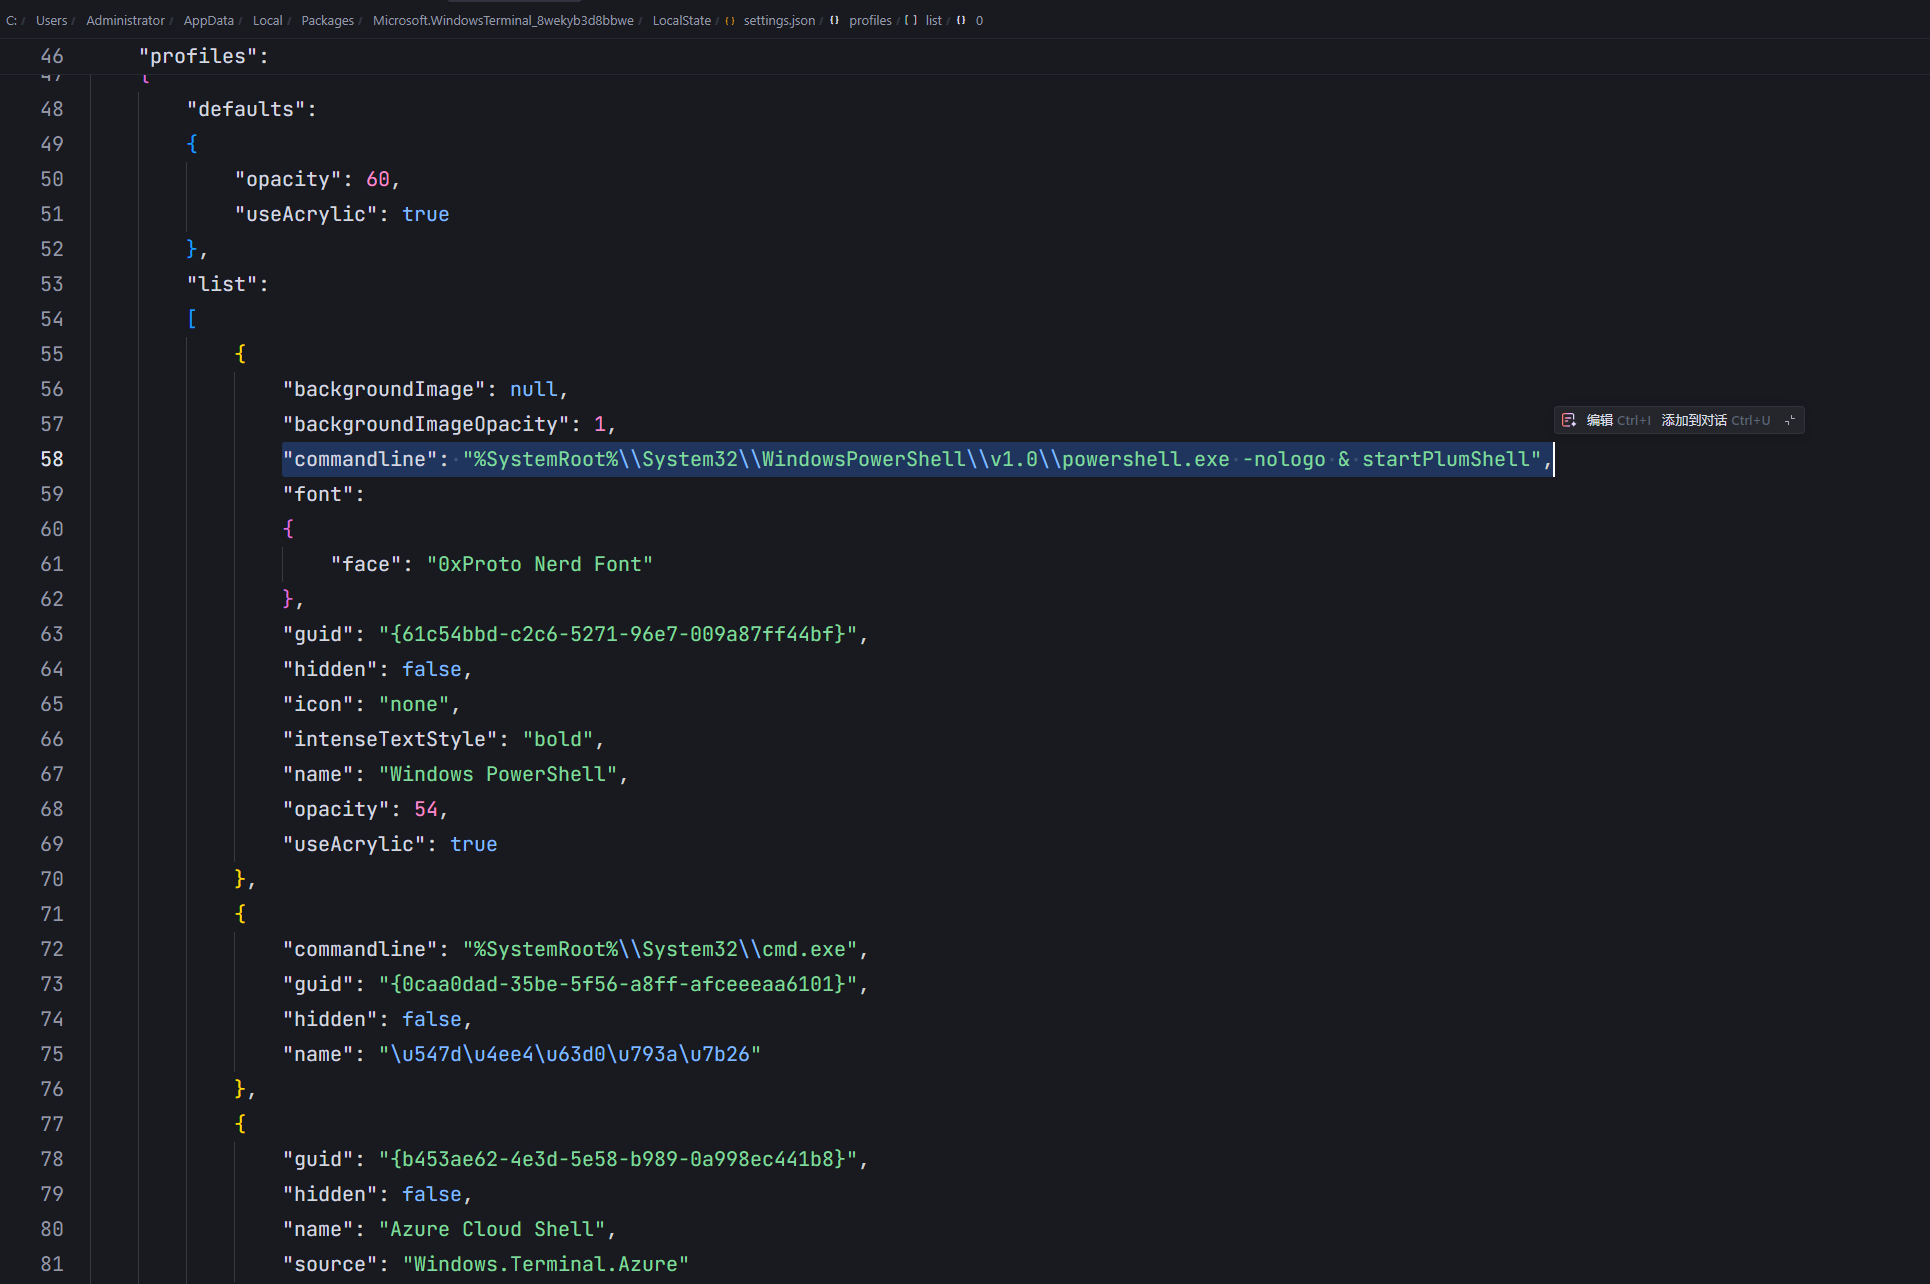 C: / Users / Administrator / AppData / Local / Packages / Microsoft.WindowsTerminal_8wekyb3d8bbwe / LocalState / {} settings.json / {} profiles / [ ] list / {} 0
46 "profiles":
47 {
48 "defaults":
49 {
50 "opacity": 60,
51 "useAcrylic": true
52 },
53 "list":
54 [
55 {
56 "backgroundImage": null,
57 "backgroundImageOpacity": 1,
编辑 Ctrl+I 添加到对话 Ctrl+U
58 "commandline": "%SystemRoot%\\System32\\WindowsPowerShell\\v1.0\\powershell.exe -nologo & startPlumShell",
59 "font":
60 {
61 "face": "0xProto Nerd Font"
62 },
63 "guid": "{61c54bbd-c2c6-5271-96e7-009a87ff44bf}",
64 "hidden": false,
65 "icon": "none",
66 "intenseTextStyle": "bold",
67 "name": "Windows PowerShell",
68 "opacity": 54,
69 "useAcrylic": true
70 },
71 {
72 "commandline": "%SystemRoot%\\System32\\cmd.exe",
73 "guid": "{0caa0dad-35be-5f56-a8ff-afceeeaa6101}",
74 "hidden": false,
75 "name": "\u547d\u4ee4\u63d0\u793a\u7b26"
76 },
77 {
78 "guid": "{b453ae62-4e3d-5e58-b989-0a998ec441b8}",
79 "hidden": false,
80 "name": "Azure Cloud Shell",
81 "source": "Windows.Terminal.Azure"